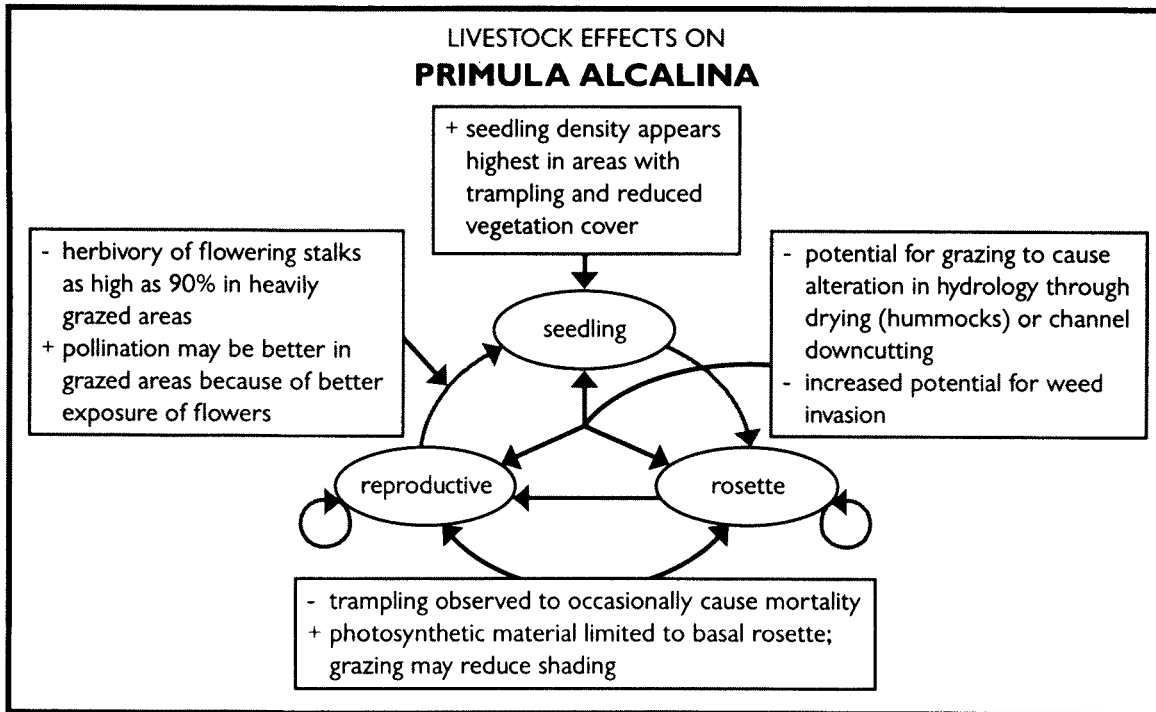 LIVESTOCK EFFECTS ON
PRIMULA ALCALINA
+ seedling density appears
highest in areas with
trampling and reduced
vegetation cover
- herbivory of flowering stalks
as high as 90% in heavily
grazed areas
+ pollination may be better in
grazed areas because of better
exposure of flowers
- potential for grazing to cause
alteration in hydrology through
drying (hummocks) or channel
downcutting
- increased potential for weed
invasion
seedling
reproductive
rosette
- trampling observed to occasionally cause mortality
+ photosynthetic material limited to basal rosette;
grazing may reduce shading